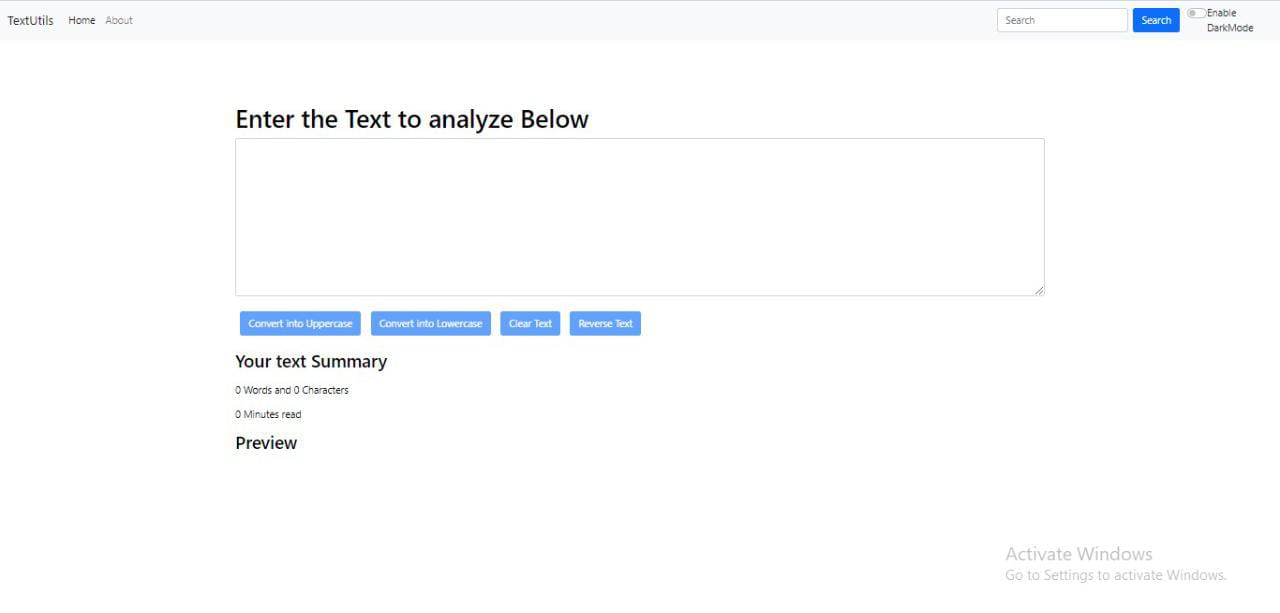 TextUtils Home About Search Search Enable
DarkMode
Enter the Text to analyze Below
Convert into Uppercase Convert into Lowercase Clear Text Reverse Text
Your text Summary
0 Words and 0 Characters
0 Minutes read
Preview
Activate Windows
Go to Settings to activate Windows.